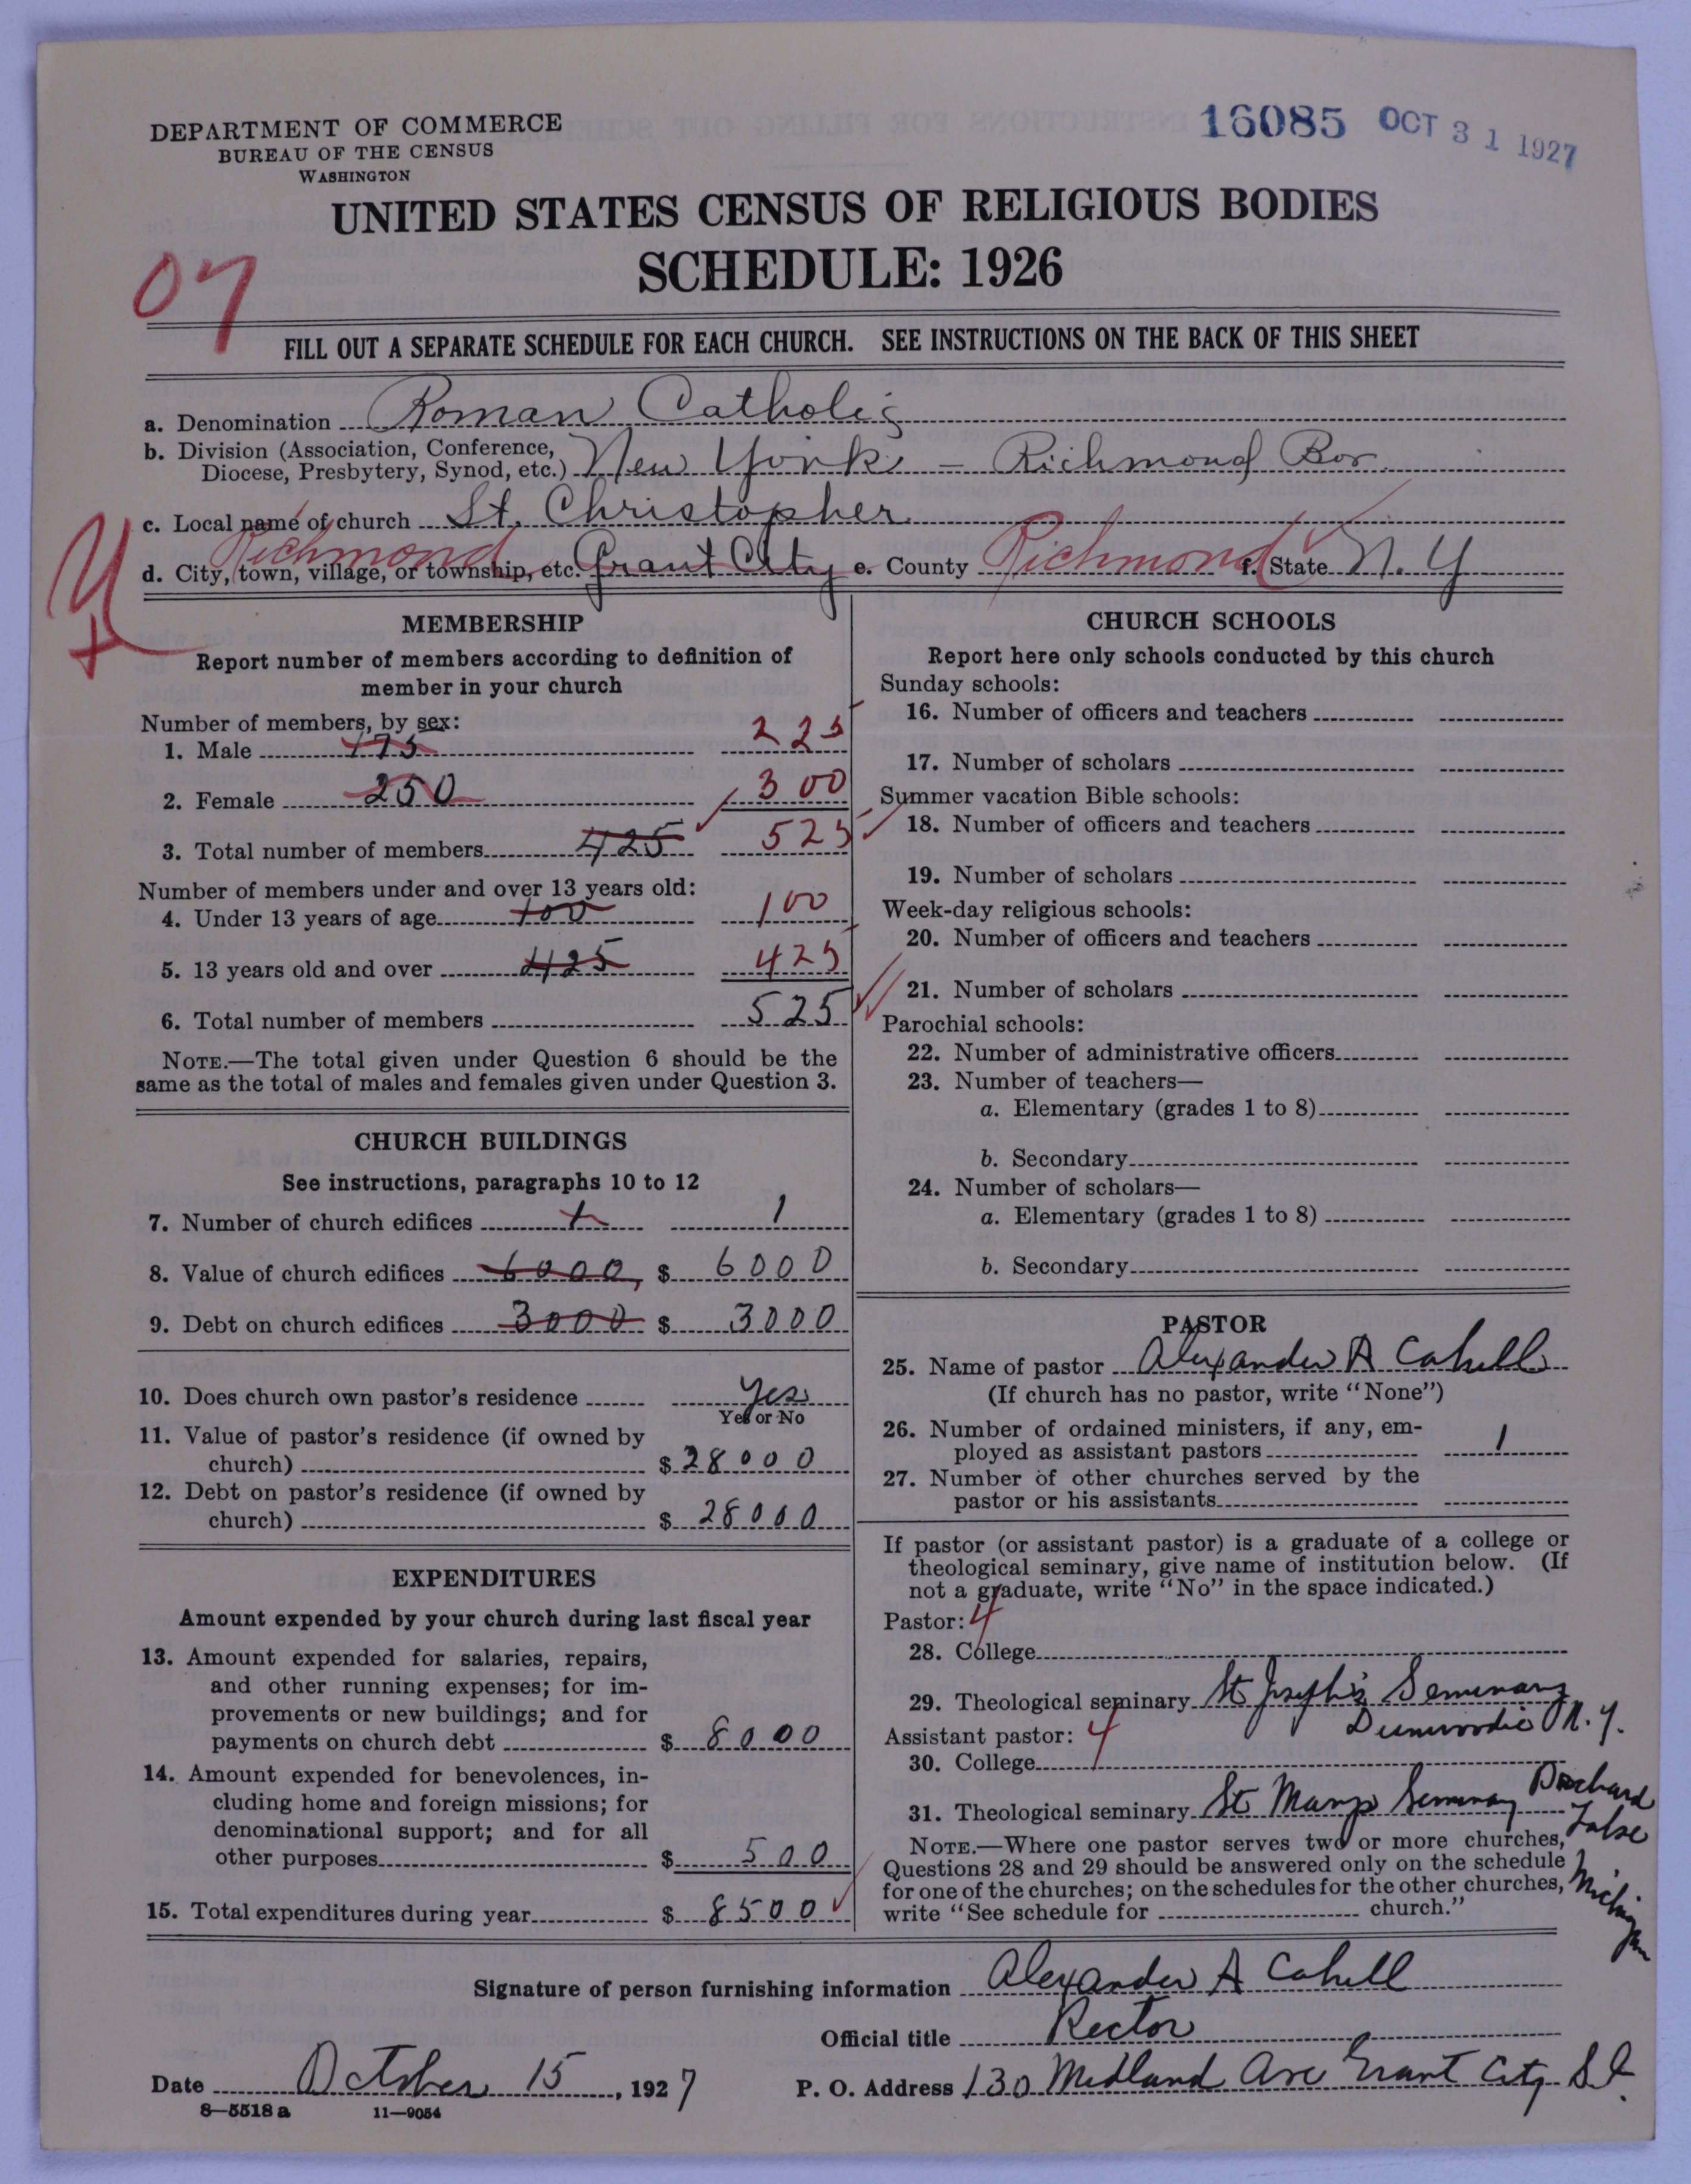 16085 OCT 31 1927
DEPARTMENT OF COMMERCE
BUREAU OF THE CENSUS
WASHINGTON
UNITED STATES CENSUS OF RELIGIOUS BODIES
SCHEDULE: 1926
07
FILL OUT A SEPARATE SCHEDULE FOR EACH CHURCH. SEE INSTRUCTIONS ON THE BACK OF THIS SHEET
a. Denomination Roman Catholic
b. Division (Association, Conference,
Diocese, Presbytery, Synod, etc.) New York - Richmond Bor.
c. Local name of church St. Christopher
Richmond
d. City, town, village, or township, etc. Grant City e. County Richmond f. State N. Y
MEMBERSHIP
Report number of members according to definition of
member in your church
Number of members, by sex:
1. Male 175 225
2. Female 250 300
3. Total number of members 425 525
Number of members under and over 13 years old:
4. Under 13 years of age 100 100
5. 13 years old and over 425 425
6. Total number of members 525
NOTE.—The total given under Question 6 should be the
same as the total of males and females given under Question 3.
CHURCH BUILDINGS
See instructions, paragraphs 10 to 12
7. Number of church edifices 1 1
8. Value of church edifices 6000, $ 6000
9. Debt on church edifices 3000 $ 3000
10. Does church own pastor's residence Yes
Yes or No
11. Value of pastor's residence (if owned by
church) $ 28000
12. Debt on pastor's residence (if owned by
church) $ 28000
EXPENDITURES
Amount expended by your church during last fiscal year
13. Amount expended for salaries, repairs,
and other running expenses; for im-
provements or new buildings; and for
payments on church debt $ 8000
14. Amount expended for benevolences, in-
cluding home and foreign missions; for
denominational support; and for all
other purposes $ 500
15. Total expenditures during year $ 8500
CHURCH SCHOOLS
Report here only schools conducted by this church
Sunday schools:
16. Number of officers and teachers
17. Number of scholars
Summer vacation Bible schools:
18. Number of officers and teachers
19. Number of scholars
Week-day religious schools:
20. Number of officers and teachers
21. Number of scholars
Parochial schools:
22. Number of administrative officers
23. Number of teachers—
a. Elementary (grades 1 to 8)
b. Secondary
24. Number of scholars—
a. Elementary (grades 1 to 8)
b. Secondary
PASTOR
25. Name of pastor Alexander A Cahill
(If church has no pastor, write "None")
26. Number of ordained ministers, if any, em-
ployed as assistant pastors 1
27. Number of other churches served by the
pastor or his assistants
If pastor (or assistant pastor) is a graduate of a college or
theological seminary, give name of institution below. (If
not a graduate, write "No" in the space indicated.)
Pastor: 4
28. College
29. Theological seminary St Joseph's Seminary
Dunwoodie N. Y.
Assistant pastor: 4
30. College
31. Theological seminary St Marys Seminary Orchard
Lake
Michigan
NOTE.—Where one pastor serves two or more churches,
Questions 28 and 29 should be answered only on the schedule
for one of the churches; on the schedules for the other churches,
write "See schedule for church."
Signature of person furnishing information Alexander A Cahill
Official title Rector
Date October 15, 1927 P. O. Address 130 Midland Ave Grant City S.I.
8—5518 a 11—9054